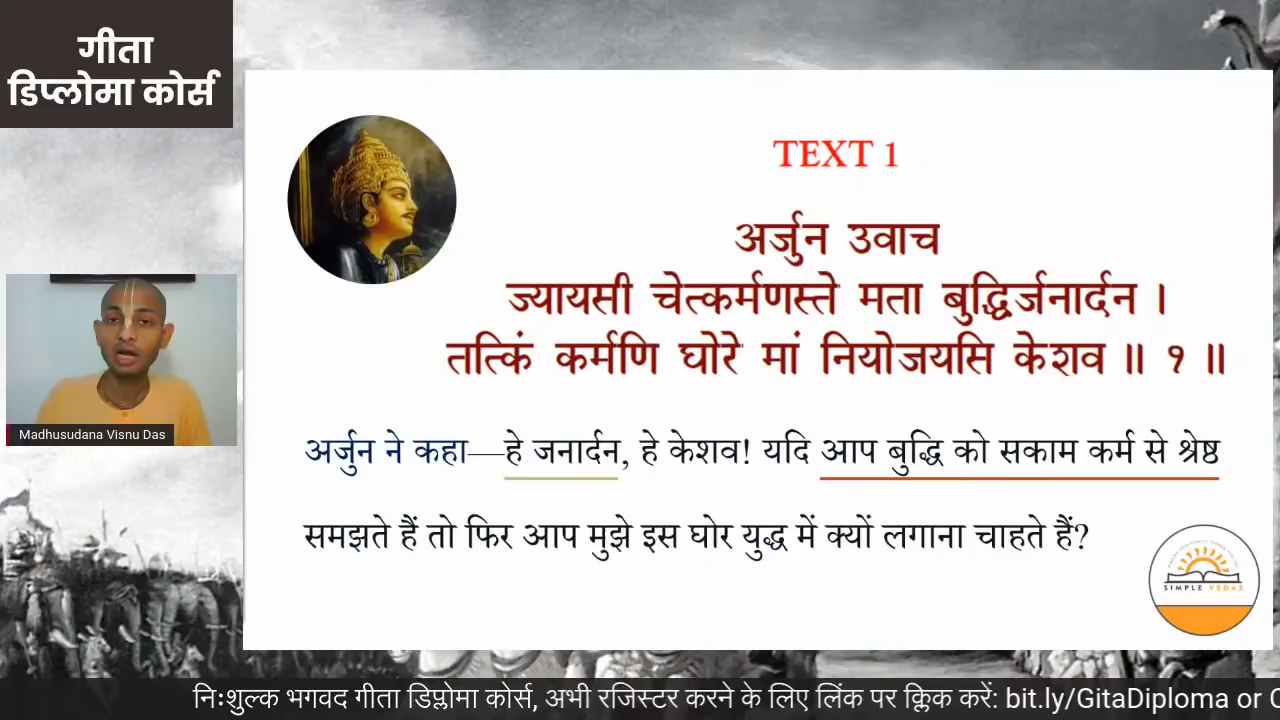 गीता
डिप्लोमा कोर्स
TEXT 1
अर्जुन उवाच
ज्यायसी चेत्कर्मणस्ते मता बुद्धिर्जनार्दन ।
तत्किं कर्मणि घोरे मां नियोजयसि केशव ॥ १ ॥
Madhusudana Visnu Das
अर्जुन ने कहा—हे जनार्दन, हे केशव! यदि आप बुद्धि को सकाम कर्म से श्रेष्ठ
समझते हैं तो फिर आप मुझे इस घोर युद्ध में क्यों लगाना चाहते हैं?
SIMPLE VEDAS
निःशुल्क भगवद गीता डिप्लोमा कोर्स, अभी रजिस्टर करने के लिए लिंक पर क्लिक करें: bit.ly/GitaDiploma or